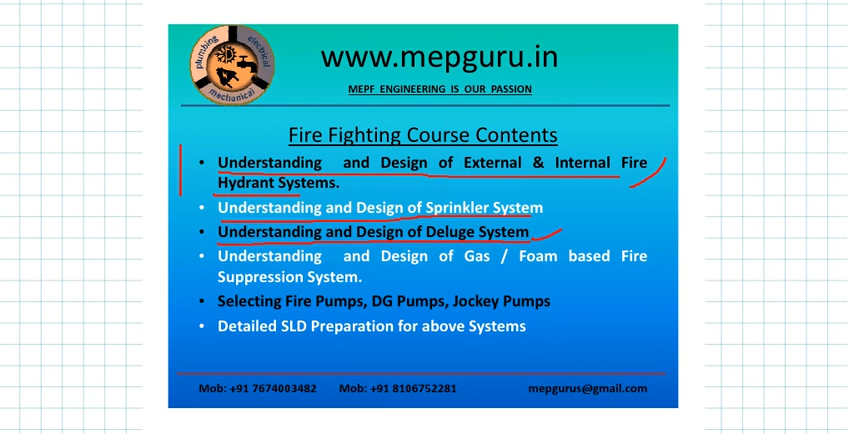 plumbing
electrical
mechanical
www.mepguru.in
MEPF ENGINEERING IS OUR PASSION
Fire Fighting Course Contents
• Understanding and Design of External & Internal Fire
Hydrant Systems.
• Understanding and Design of Sprinkler System
• Understanding and Design of Deluge System
• Understanding and Design of Gas / Foam based Fire
Suppression System.
• Selecting Fire Pumps, DG Pumps, Jockey Pumps
• Detailed SLD Preparation for above Systems
Mob: +91 7674003482 Mob: +91 8106752281 mepgurus@gmail.com